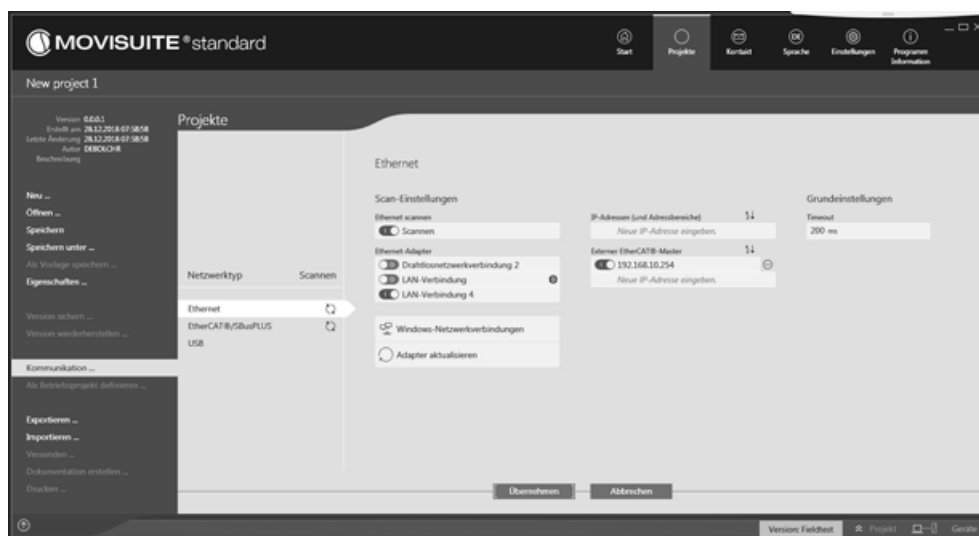 MOVISUITE® standard
Start
Projekte
Kontakt
Sprache
Einstellungen
Programm
Information
New project 1
Version 0.0.0.1
Erstellt am 28.12.2018 07:58:58
Letzte Änderung 28.12.2018 07:58:58
Autor DEBOLCHR
Beschreibung
Neu ...
Öffnen ...
Speichern
Speichern unter ...
Als Vorlage speichern ...
Eigenschaften ...
Version sichern ...
Version wiederherstellen ...
Kommunikation ...
Als Betriebsprojekt definieren ...
Exportieren ...
Importieren ...
Versenden ...
Dokumentation erstellen ...
Drucken ...
Projekte
Netzwerktyp Scannen
Ethernet
EtherCAT®/SBusPLUS
USB
Ethernet
Scan-Einstellungen
Ethernet scannen
Scannen
Ethernet-Adapter
Drahtlosnetzwerkverbindung 2
LAN-Verbindung
LAN-Verbindung 4
Windows-Netzwerkverbindungen
Adapter aktualisieren
IP-Adressen (und Adressbereiche)
Neue IP-Adresse eingeben.
Externer EtherCAT®-Master
192.168.10.254
Neue IP-Adresse eingeben.
Grundeinstellungen
Timeout
200 ms
Übernehmen
Abbrechen
Version: Fieldtest
Projekt
Geräte